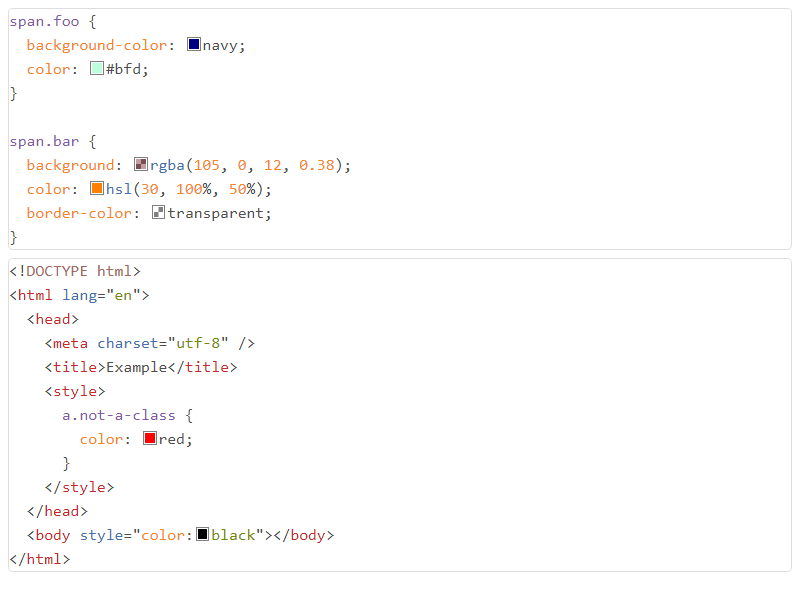 span.foo {
  background-color: navy;
  color: #bfd;
}

span.bar {
  background: rgba(105, 0, 12, 0.38);
  color: hsl(30, 100%, 50%);
  border-color: transparent;
}
<!DOCTYPE html>
<html lang="en">
  <head>
    <meta charset="utf-8" />
    <title>Example</title>
    <style>
      a.not-a-class {
        color: red;
      }
    </style>
  </head>
  <body style="color:black"></body>
</html>